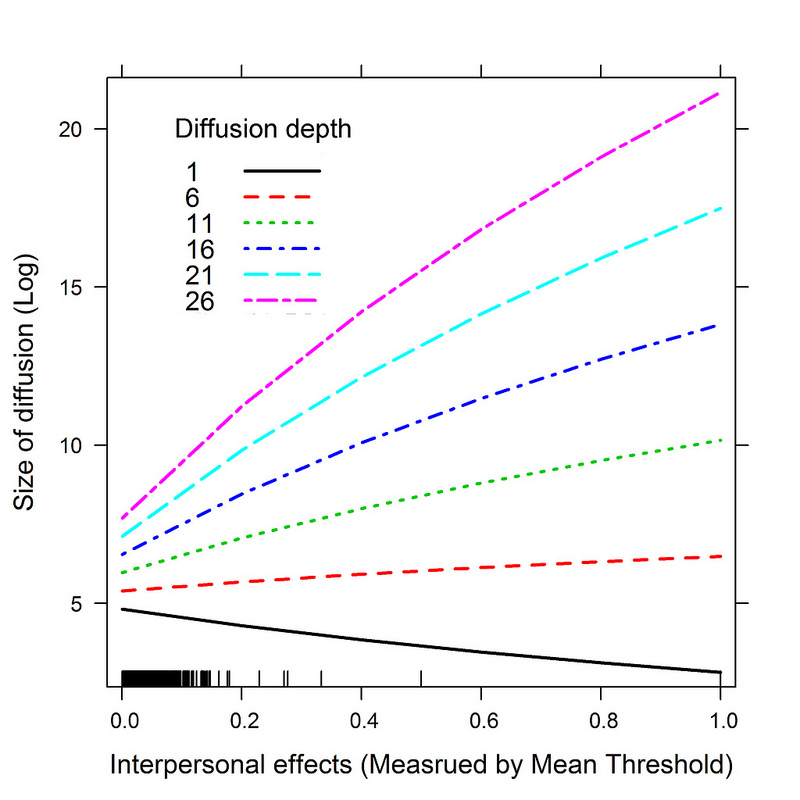 Diffusion depth
1
6
11
16
21
26
20
15
10
5
Size of diffusion (Log)
0.0 0.2 0.4 0.6 0.8 1.0
Interpersonal effects (Measrued by Mean Threshold)